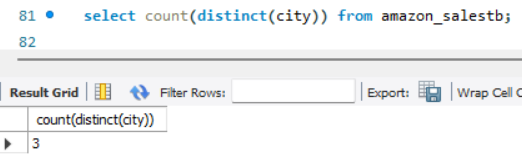 81 select count(distinct(city)) from amazon_salestb;
82
Result Grid Filter Rows: Export: Wrap Cell C
count(distinct(city))
3